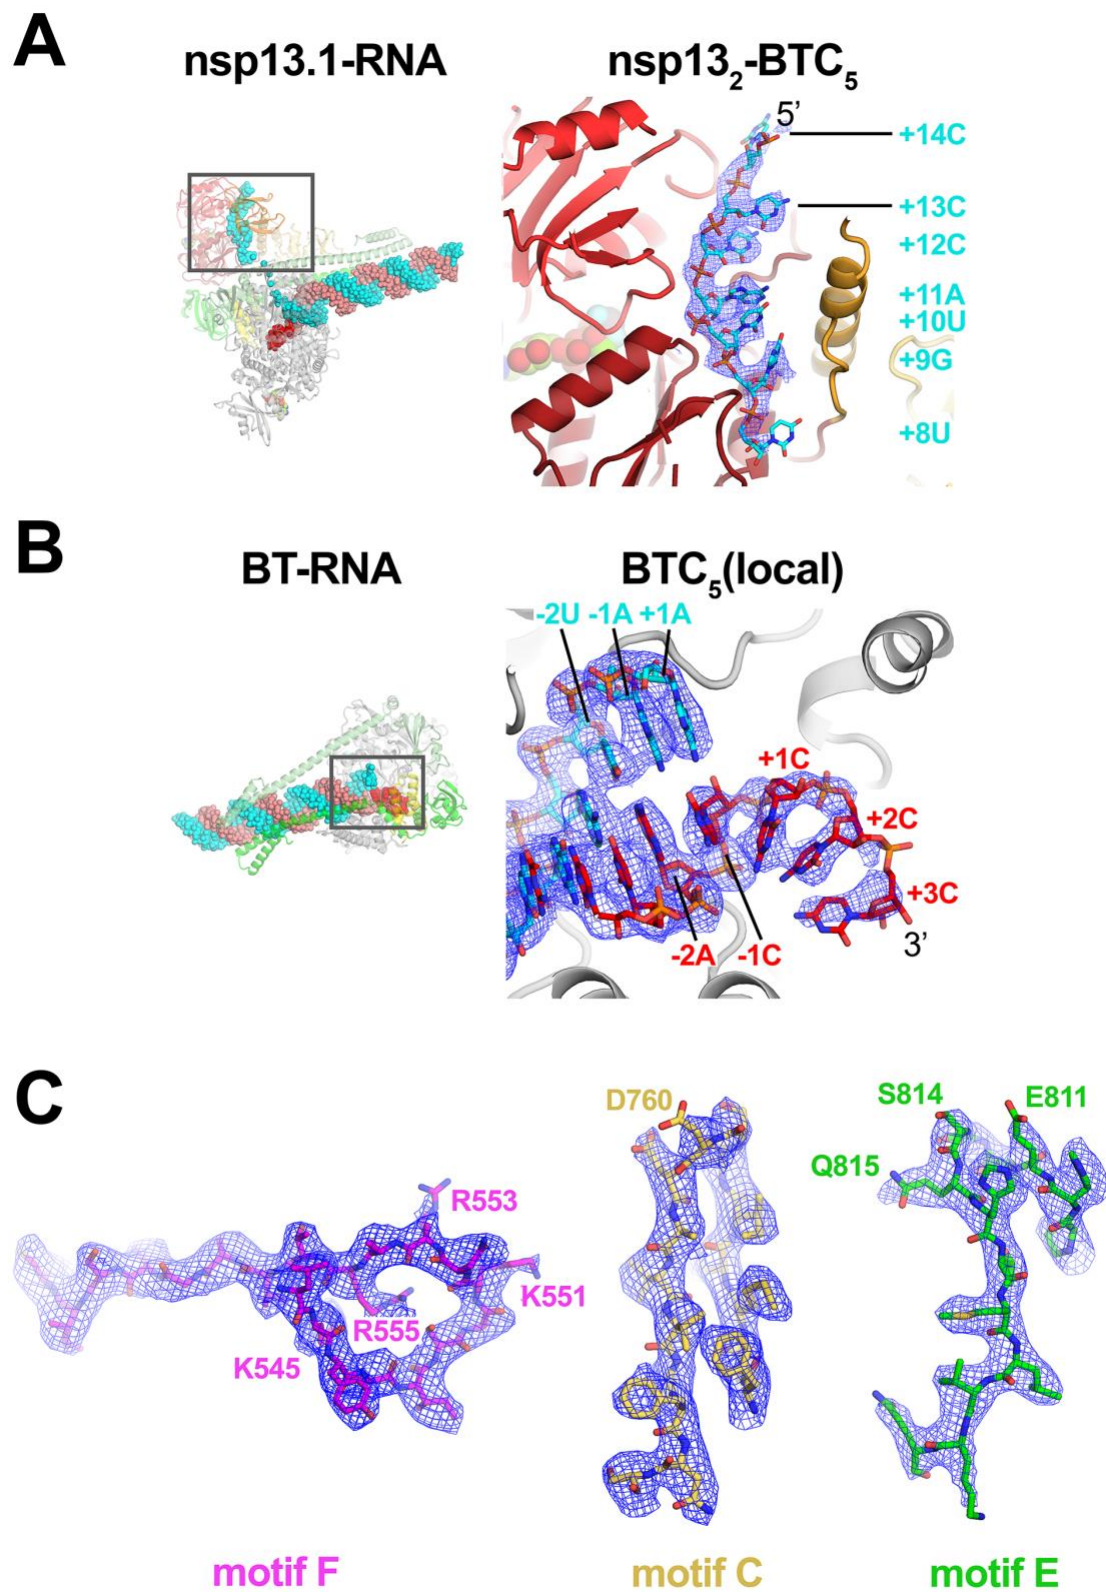 A
nsp13.1-RNA
nsp13₂-BTC₅
5’
+14C
+13C
+12C
+11A
+10U
+9G
+8U
B
BT-RNA
BTC₅(local)
-2U -1A +1A
+1C
+2C
+3C
3’
-2A -1C
C
D760
S814 E811
Q815
R553
K551
R555
K545
motif F motif C motif E